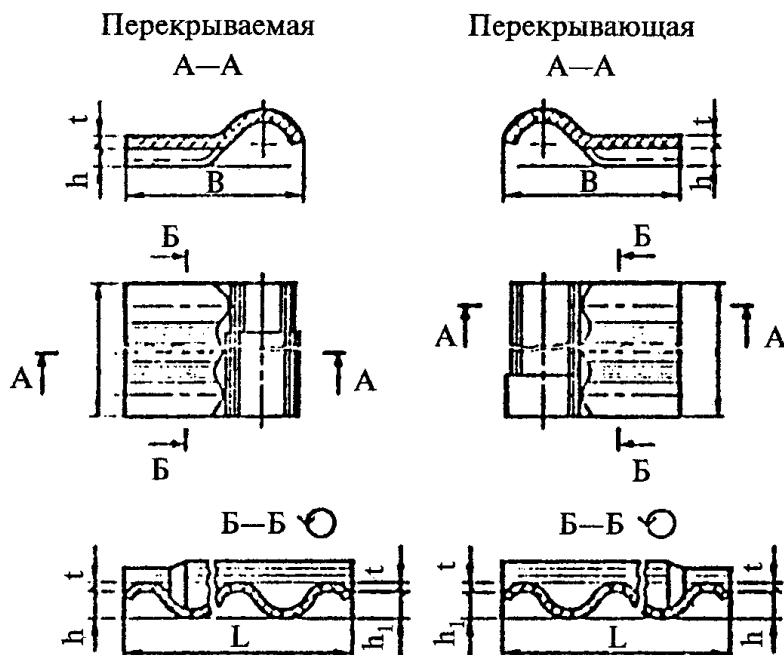 Перекрываемая Перекрывающая
А—А А—А
t t
h В В h
Б Б
А А А А
Б Б
Б—Б Б—Б
t t t t
h L h₁ h₁ L h